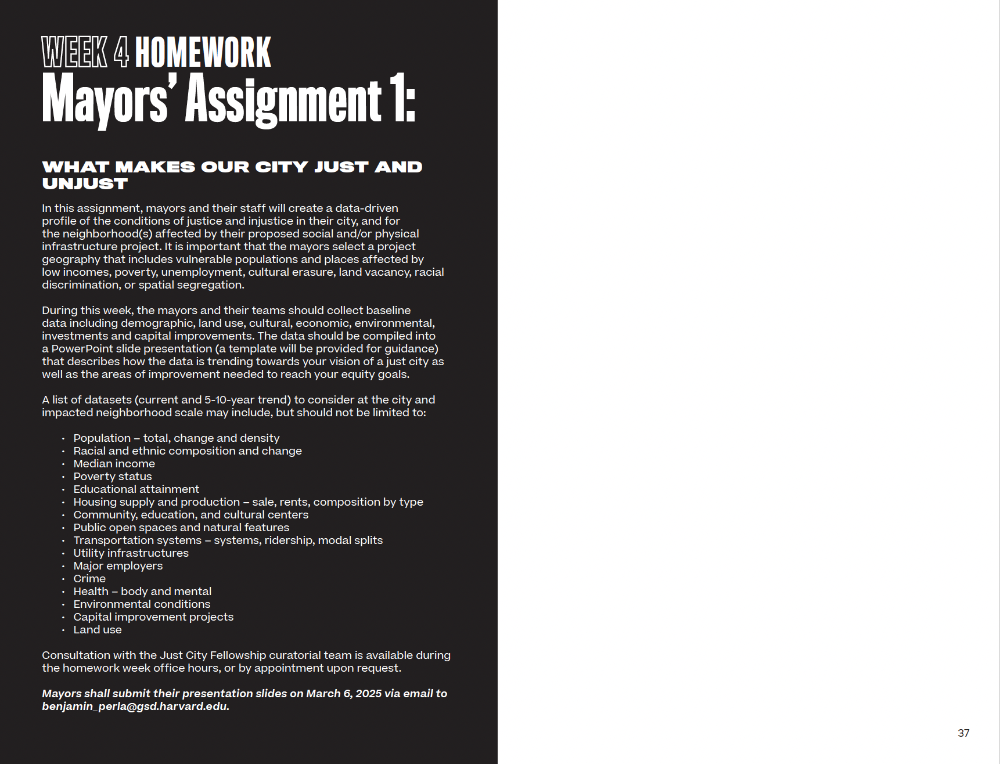 WEEK 4 HOMEWORK
Mayors’ Assignment 1:
WHAT MAKES OUR CITY JUST AND
UNJUST
In this assignment, mayors and their staff will create a data-driven
profile of the conditions of justice and injustice in their city, and for
the neighborhood(s) affected by their proposed social and/or physical
infrastructure project. It is important that the mayors select a project
geography that includes vulnerable populations and places affected by
low incomes, poverty, unemployment, cultural erasure, land vacancy, racial
discrimination, or spatial segregation.
During this week, the mayors and their teams should collect baseline
data including demographic, land use, cultural, economic, environmental,
investments and capital improvements. The data should be compiled into
a PowerPoint slide presentation (a template will be provided for guidance)
that describes how the data is trending towards your vision of a just city as
well as the areas of improvement needed to reach your equity goals.
A list of datasets (current and 5-10-year trend) to consider at the city and
impacted neighborhood scale may include, but should not be limited to:
• Population – total, change and density
• Racial and ethnic composition and change
• Median income
• Poverty status
• Educational attainment
• Housing supply and production – sale, rents, composition by type
• Community, education, and cultural centers
• Public open spaces and natural features
• Transportation systems – systems, ridership, modal splits
• Utility infrastructures
• Major employers
• Crime
• Health – body and mental
• Environmental conditions
• Capital improvement projects
• Land use
Consultation with the Just City Fellowship curatorial team is available during
the homework week office hours, or by appointment upon request.
Mayors shall submit their presentation slides on March 6, 2025 via email to
benjamin_perla@gsd.harvard.edu.
37